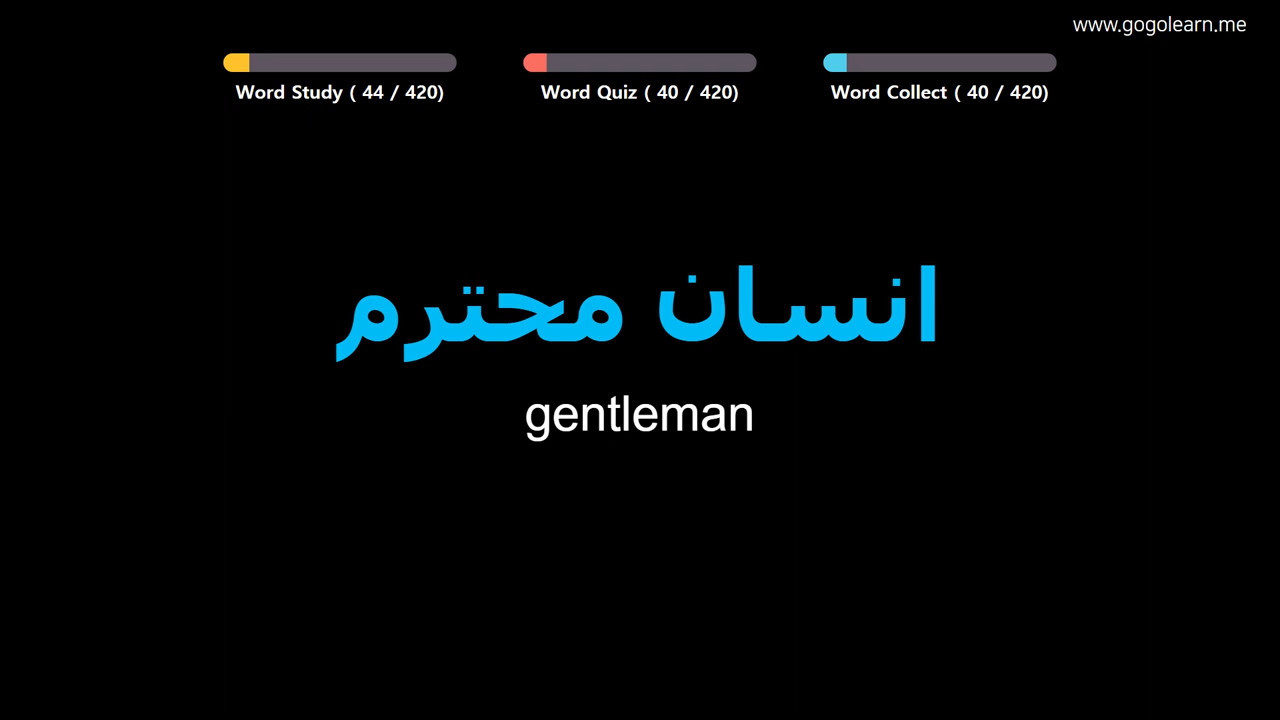 www.gogolearn.me
Word Study ( 44 / 420)
Word Quiz ( 40 / 420)
Word Collect ( 40 / 420)
انسان محترم
gentleman